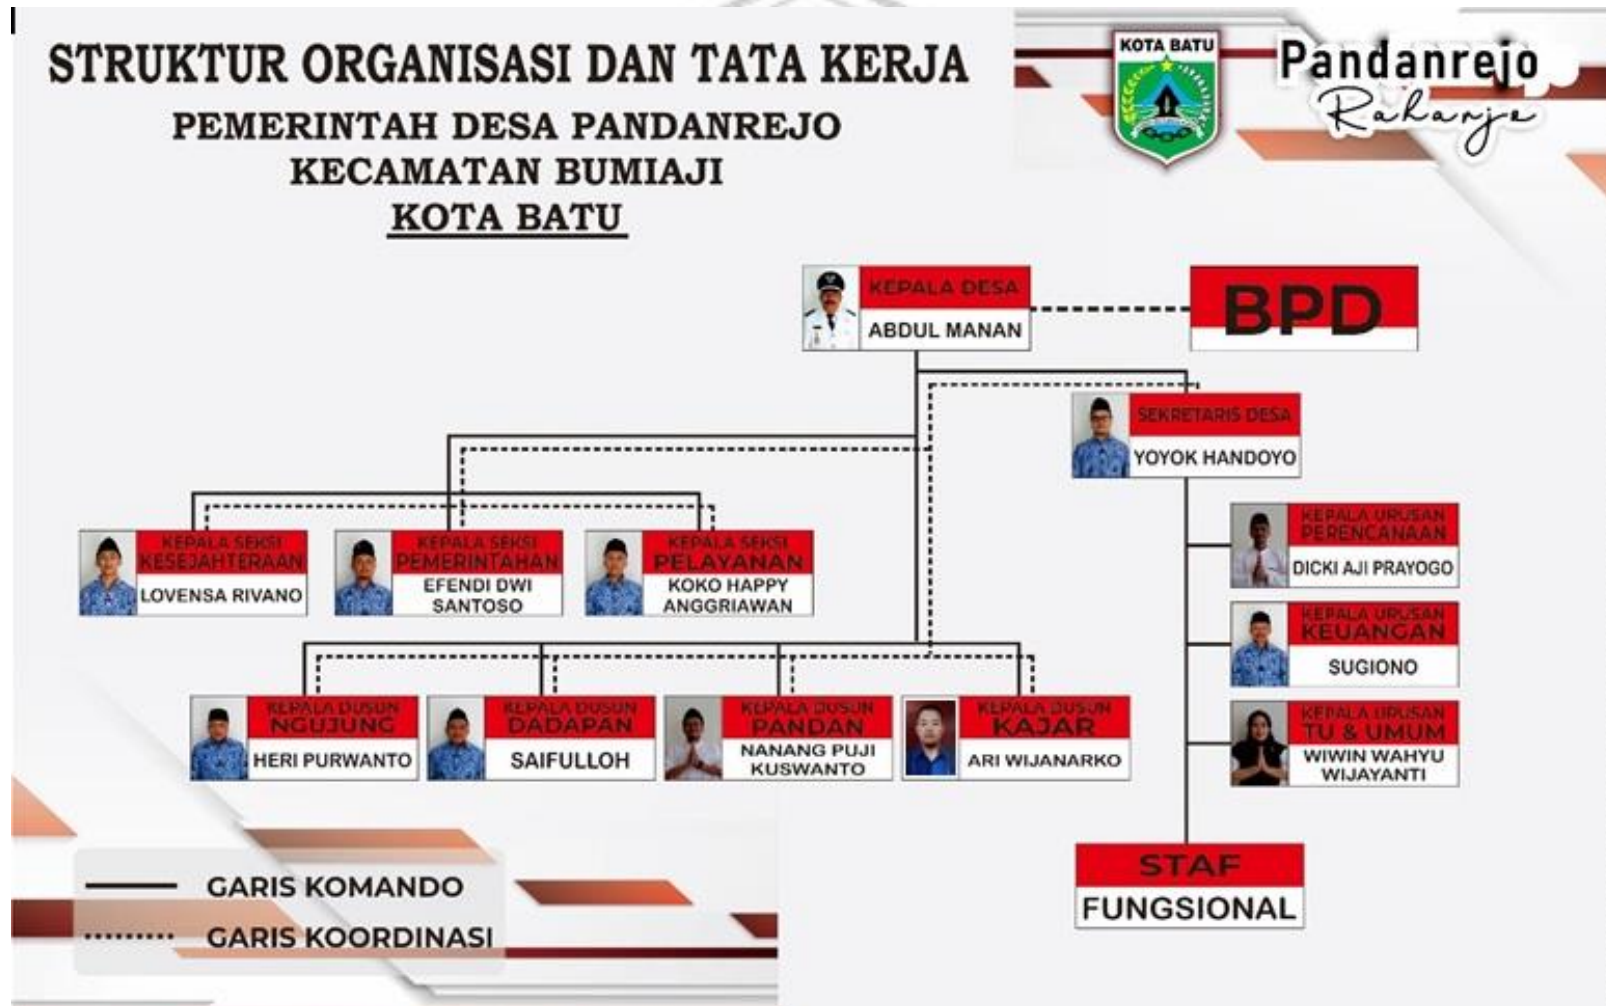 STRUKTUR ORGANISASI DAN TATA KERJA
PEMERINTAH DESA PANDANREJO
KECAMATAN BUMIAJI
KOTA BATU
KOTA BATU
Pandanrejo
Raharjo
KEPALA DESA
ABDUL MANAN
BPD
SEKRETARIS DESA
YOYOK HANDOYO
KEPALA SEKSI
KESEJAHTERAAN
LOVENSA RIVANO
KEPALA SEKSI
PEMERINTAHAN
EFENDI DWI
SANTOSO
KEPALA SEKSI
PELAYANAN
KOKO HAPPY
ANGGRIAWAN
KEPALA URUSAN
PERENCANAAN
DICKI AJI PRAYOGO
KEPALA URUSAN
KEUANGAN
SUGIONO
KEPALA URUSAN
TU & UMUM
WIWIN WAHYU
WIJAYANTI
KEPALA DUSUN
NGUJUNG
HERI PURWANTO
KEPALA DUSUN
DADAPAN
SAIFULLOH
KEPALA DUSUN
PANDAN
NANANG PUJI
KUSWANTO
KEPALA DUSUN
KAJAR
ARI WIJANARKO
STAF
FUNGSIONAL
GARIS KOMANDO
GARIS KOORDINASI